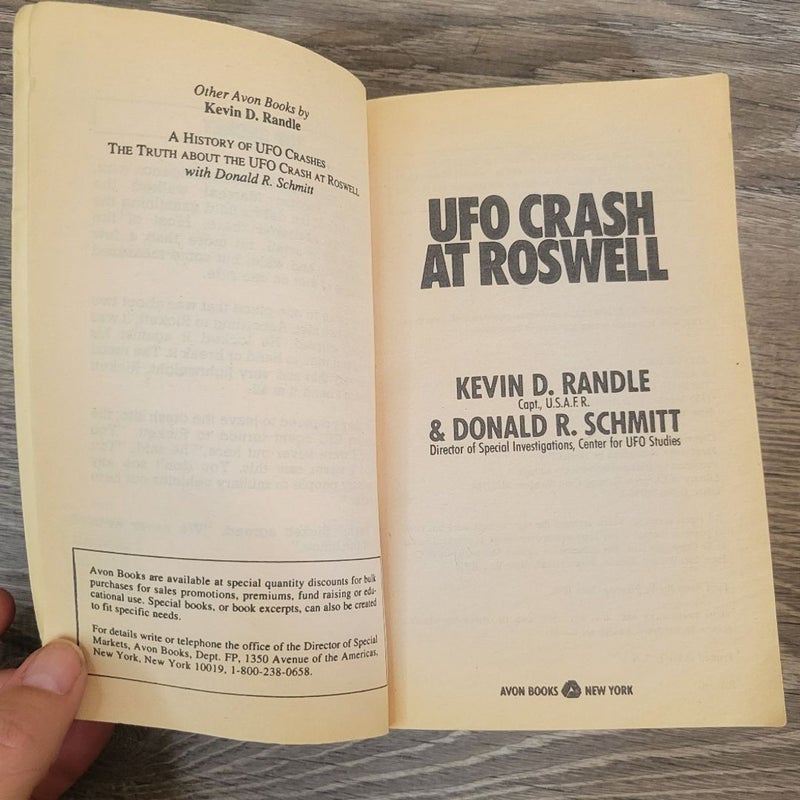 Other Avon Books by
Kevin D. Randle
A HISTORY OF UFO CRASHES
THE TRUTH ABOUT THE UFO CRASH AT ROSWELL
with Donald R. Schmitt
Avon Books are available at special quantity discounts for bulk
purchases for sales promotions, premiums, fund raising or edu-
cational use. Special books, or book excerpts, can also be created
to fit specific needs.
For details write or telephone the office of the Director of Special
Markets, Avon Books, Dept. FP, 1350 Avenue of the Americas,
New York, New York 10019, 1-800-238-0658.
UFO CRASH
AT ROSWELL
KEVIN D. RANDLE
Capt., U.S.A.F.R.
& DONALD R. SCHMITT
Director of Special Investigations, Center for UFO Studies
AVON BOOKS NEW YORK